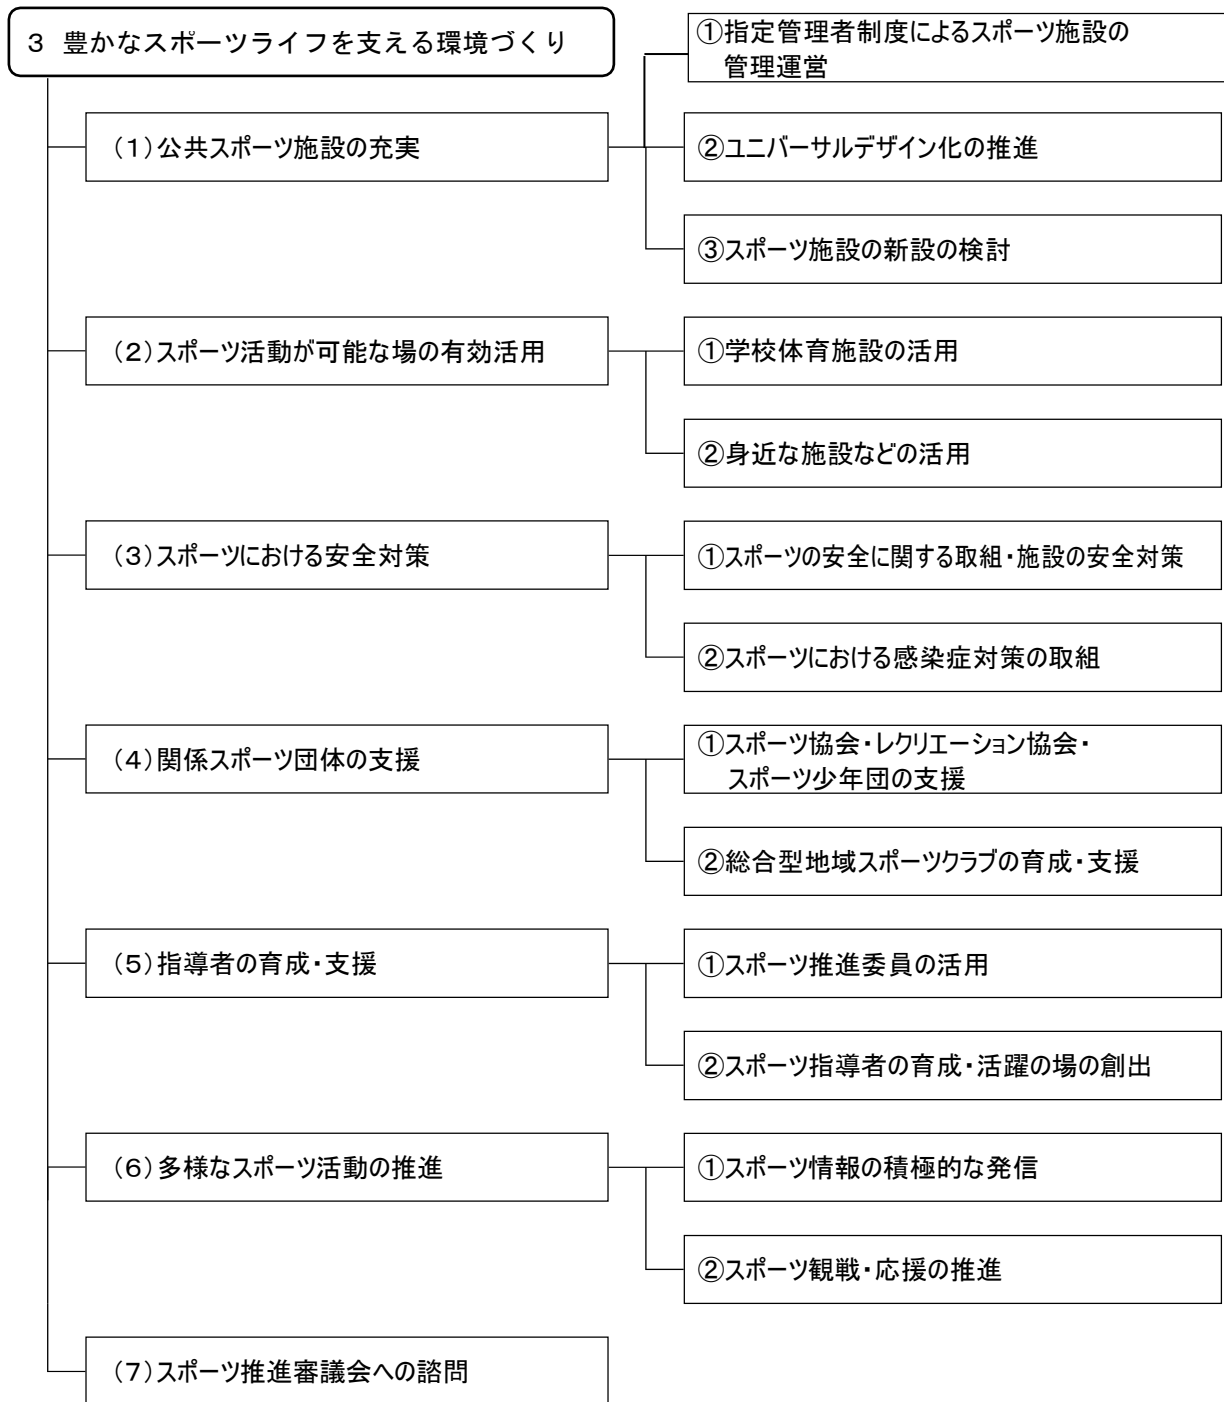 3 豊かなスポーツライフを支える環境づくり
(1)公共スポーツ施設の充実
①指定管理者制度によるスポーツ施設の
管理運営
②ユニバーサルデザイン化の推進
③スポーツ施設の新設の検討
(2)スポーツ活動が可能な場の有効活用
①学校体育施設の活用
②身近な施設などの活用
(3)スポーツにおける安全対策
①スポーツの安全に関する取組・施設の安全対策
②スポーツにおける感染症対策の取組
(4)関係スポーツ団体の支援
①スポーツ協会・レクリエーション協会・
スポーツ少年団の支援
②総合型地域スポーツクラブの育成・支援
(5)指導者の育成・支援
①スポーツ推進委員の活用
②スポーツ指導者の育成・活躍の場の創出
(6)多様なスポーツ活動の推進
①スポーツ情報の積極的な発信
②スポーツ観戦・応援の推進
(7)スポーツ推進審議会への諮問